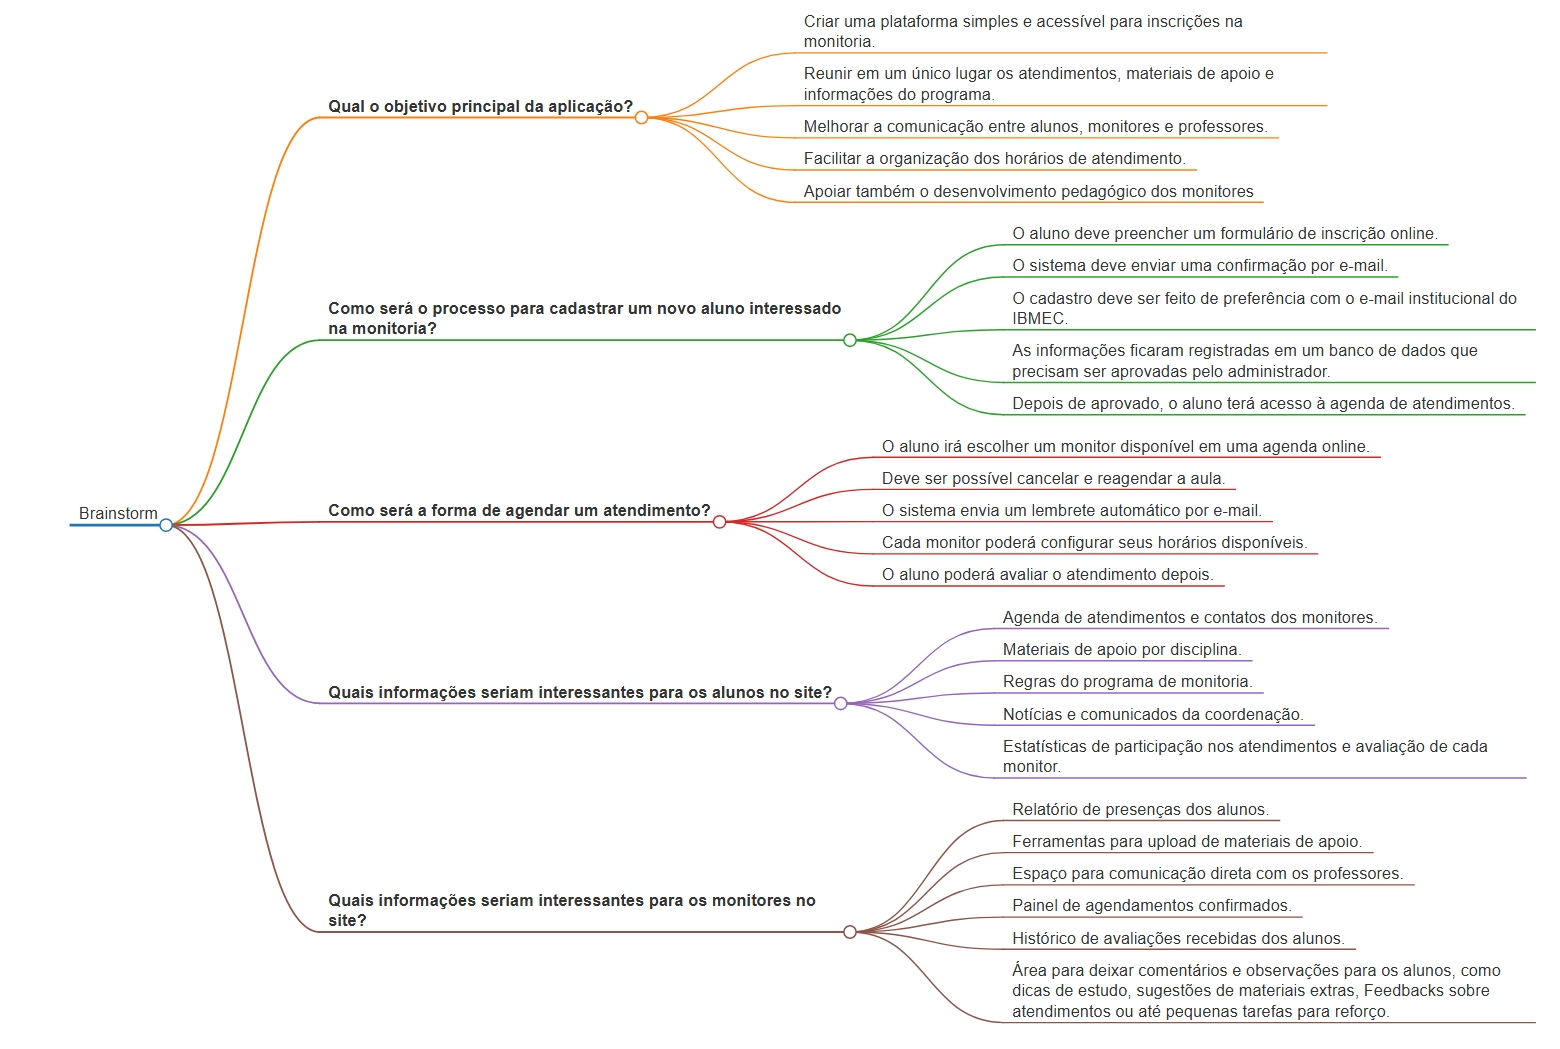 Brainstorm
Qual o objetivo principal da aplicação?
Criar uma plataforma simples e acessível para inscrições na
monitoria.
Reunir em um único lugar os atendimentos, materiais de apoio e
informações do programa.
Melhorar a comunicação entre alunos, monitores e professores.
Facilitar a organização dos horários de atendimento.
Apoiar também o desenvolvimento pedagógico dos monitores
Como será o processo para cadastrar um novo aluno interessado
na monitoria?
O aluno deve preencher um formulário de inscrição online.
O sistema deve enviar uma confirmação por e-mail.
O cadastro deve ser feito de preferência com o e-mail institucional do
IBMEC.
As informações ficaram registradas em um banco de dados que
precisam ser aprovadas pelo administrador.
Depois de aprovado, o aluno terá acesso à agenda de atendimentos.
Como será a forma de agendar um atendimento?
O aluno irá escolher um monitor disponível em uma agenda online.
Deve ser possível cancelar e reagendar a aula.
O sistema envia um lembrete automático por e-mail.
Cada monitor poderá configurar seus horários disponíveis.
O aluno poderá avaliar o atendimento depois.
Quais informações seriam interessantes para os alunos no site?
Agenda de atendimentos e contatos dos monitores.
Materiais de apoio por disciplina.
Regras do programa de monitoria.
Notícias e comunicados da coordenação.
Estatísticas de participação nos atendimentos e avaliação de cada
monitor.
Quais informações seriam interessantes para os monitores no
site?
Relatório de presenças dos alunos.
Ferramentas para upload de materiais de apoio.
Espaço para comunicação direta com os professores.
Painel de agendamentos confirmados.
Histórico de avaliações recebidas dos alunos.
Área para deixar comentários e observações para os alunos, como
dicas de estudo, sugestões de materiais extras, Feedbacks sobre
atendimentos ou até pequenas tarefas para reforço.